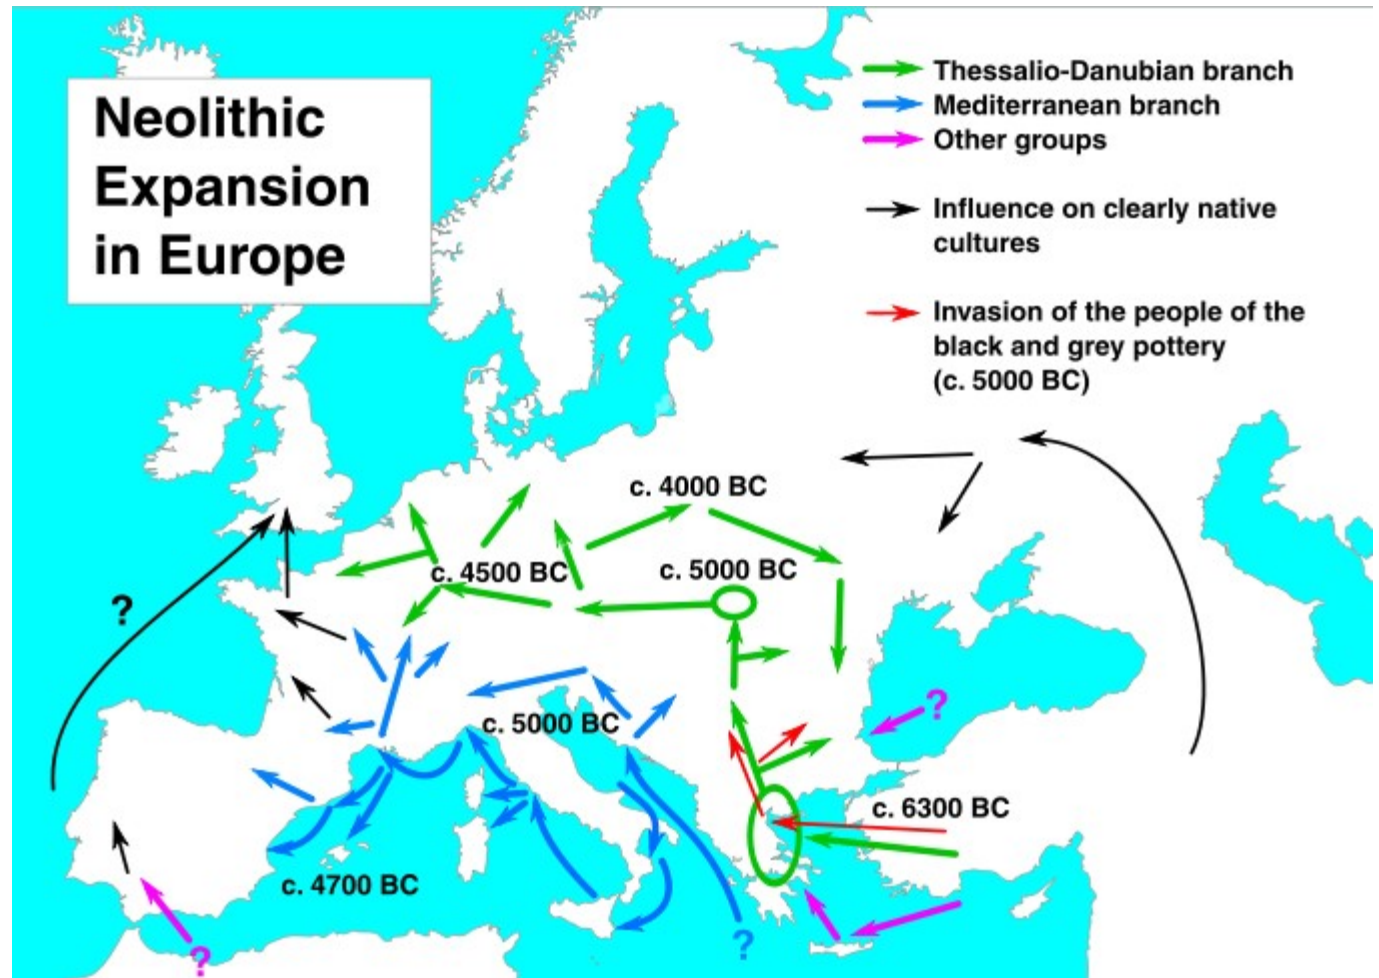 Neolithic
Expansion
in Europe
Thessalio-Danubian branch
Mediterranean branch
Other groups
Influence on clearly native
cultures
Invasion of the people of the
black and grey pottery
(c. 5000 BC)
c. 4000 BC
c. 4500 BC
c. 5000 BC
?
?
c. 5000 BC
c. 6300 BC
c. 4700 BC
?
?